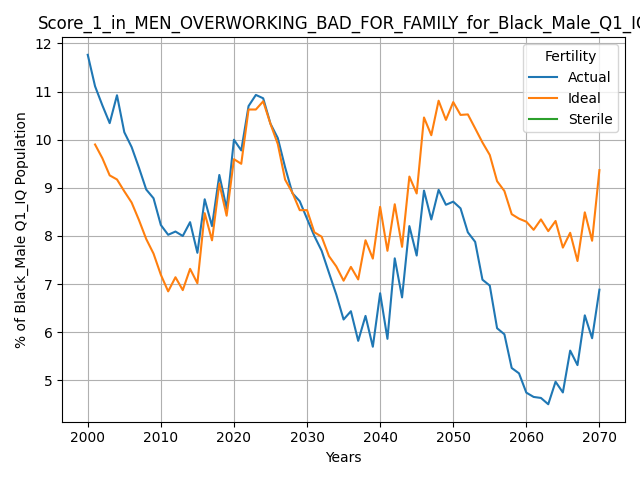 Score_1_in_MEN_OVERWORKING_BAD_FOR_FAMILY_for_Black_Male_Q1_IQ
12
11
10
9
8
7
6
5
% of Black_Male Q1_IQ Population
Fertility
Actual
Ideal
Sterile
2000 2010 2020 2030 2040 2050 2060 2070
Years